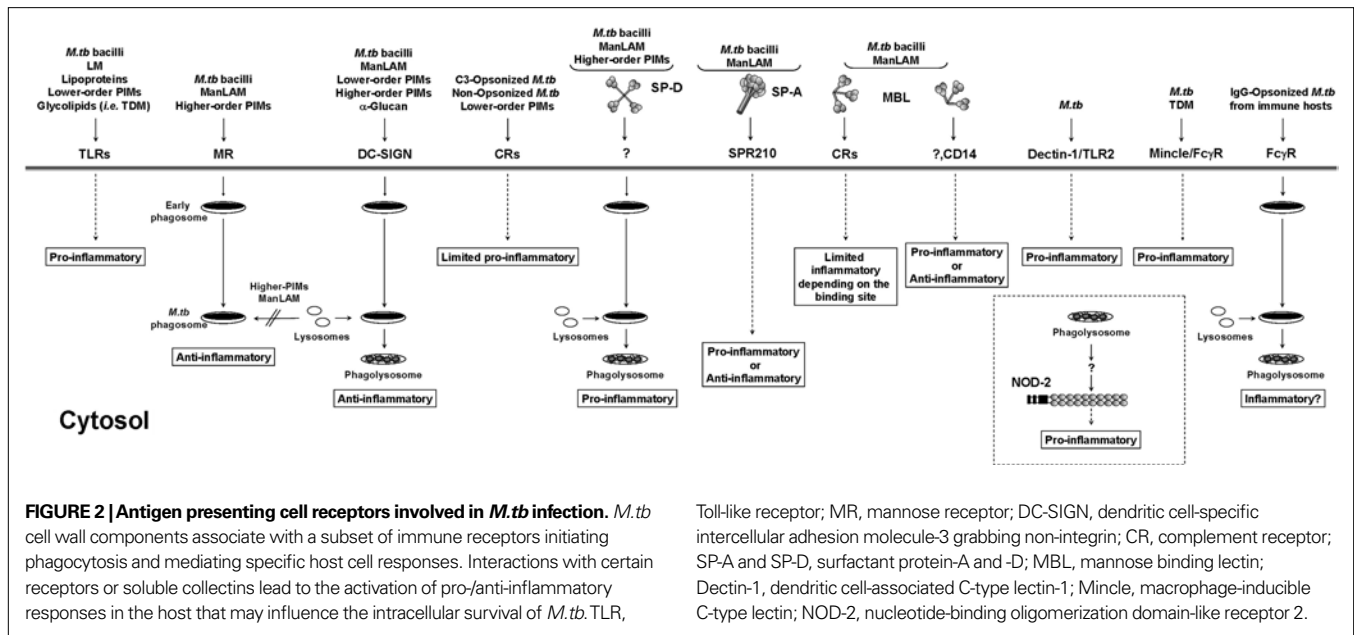 M.tb bacilli
LM
Lipoproteins
Lower-order PIMs
Glycolipids (i.e. TDM)
TLRs
Pro-inflammatory
M.tb bacilli
ManLAM
Higher-order PIMs
MR
Early
phagosome
M.tb
phagosome
Anti-inflammatory
Higher-PIMs
ManLAM
Lysosomes
M.tb bacilli
ManLAM
Lower-order PIMs
Higher-order PIMs
α-Glucan
DC-SIGN
Phagolysosome
Anti-inflammatory
C3-Opsonized M.tb
Non-Opsonized M.tb
Lower-order PIMs
CRs
Limited pro-inflammatory
M.tb bacilli
ManLAM
Higher-order PIMs
SP-D
?
Lysosomes
Phagolysosome
Pro-inflammatory
M.tb bacilli
ManLAM
SP-A
SPR210
Pro-inflammatory
or
Anti-inflammatory
M.tb bacilli
ManLAM
MBL
CRs
Limited
inflammatory
depending on the
binding site
?,CD14
Pro-inflammatory
or
Anti-inflammatory
M.tb
Dectin-1/TLR2
Pro-inflammatory
M.tb
TDM
Mincle/FcγR
Pro-inflammatory
Phagolysosome
?
NOD-2
Pro-inflammatory
IgG-Opsonized M.tb
from immune hosts
FcγR
Lysosomes
Phagolysosome
Inflammatory?
Cytosol
FIGURE 2 | Antigen presenting cell receptors involved in M.tb infection. M.tb
cell wall components associate with a subset of immune receptors initiating
phagocytosis and mediating specific host cell responses. Interactions with certain
receptors or soluble collectins lead to the activation of pro-/anti-inflammatory
responses in the host that may influence the intracellular survival of M.tb. TLR,
Toll-like receptor; MR, mannose receptor; DC-SIGN, dendritic cell-specific
intercellular adhesion molecule-3 grabbing non-integrin; CR, complement receptor;
SP-A and SP-D, surfactant protein-A and -D; MBL, mannose binding lectin;
Dectin-1, dendritic cell-associated C-type lectin-1; Mincle, macrophage-inducible
C-type lectin; NOD-2, nucleotide-binding oligomerization domain-like receptor 2.